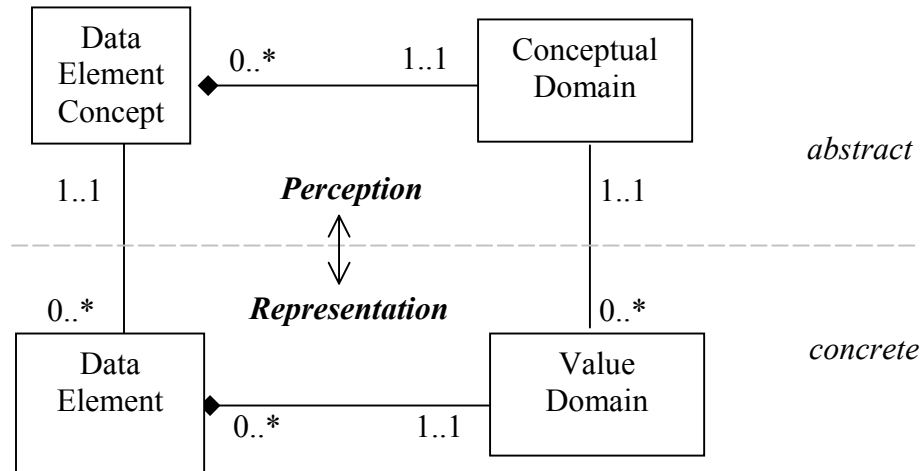 Data
Element
Concept
0..*
1..1
Conceptual
Domain
abstract
1..1
Perception
1..1
Representation
0..*
0..*
concrete
Data
Element
0..*
1..1
Value
Domain